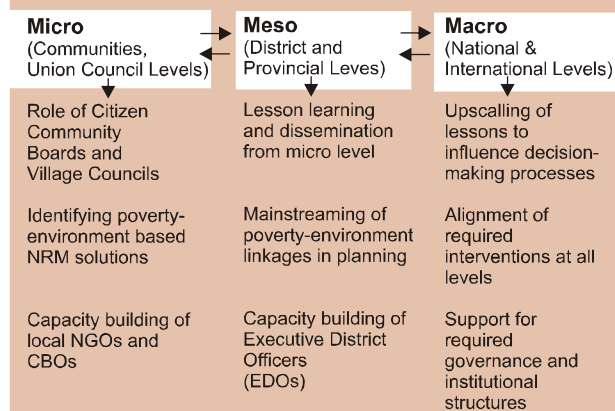 Micro
(Communities,
Union Council Levels)
Role of Citizen
Community
Boards and
Village Councils
Identifying poverty-
environment based
NRM solutions
Capacity building of
local NGOs and
CBOs
Meso
(District and
Provincial Leves)
Lesson learning
and dissemination
from micro level
Mainstreaming of
poverty-environment
linkages in planning
Capacity building of
Executive District
Officers
(EDOs)
Macro
(National &
International Levels)
Upscalling of
lessons to
influence decision-
making processes
Alignment of
required
interventions at all
levels
Support for
required
governance and
institutional
structures